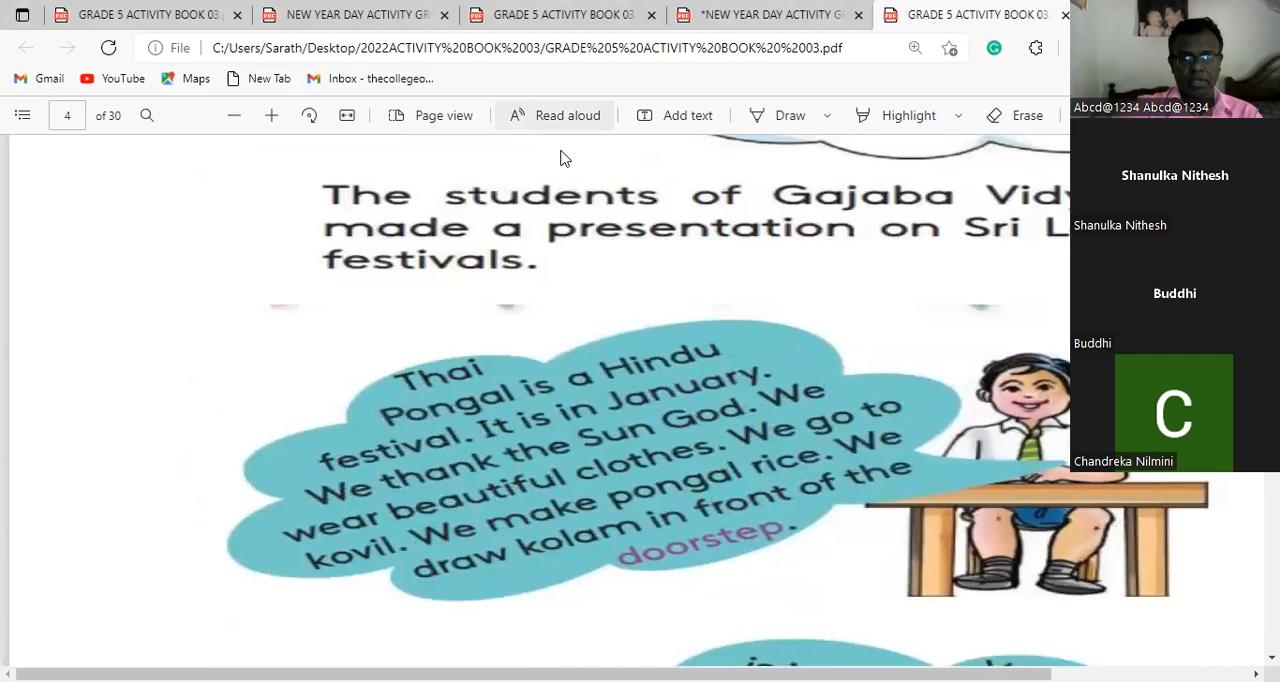 GRADE 5 ACTIVITY BOOK 03.
NEW YEAR DAY ACTIVITY GR
GRADE 5 ACTIVITY BOOK 03
*NEW YEAR DAY ACTIVITY G
GRADE 5 ACTIVITY BOOK 03
File
C:/Users/Sarath/Desktop/2022ACTIVITY%20BOOK%2003/GRADE%205%20ACTIVITY%20BOOK%20%2003.pdf
Gmail
YouTube
Maps
New Tab
Inbox - thecollegeo...
4
of 30
Page view
Read aloud
Add text
Draw
Highlight
Erase
The students of Gajaba Vidy
made a presentation on Sri L
festivals.
Thai
Pongal is a Hindu
festival. It is in January.
We thank the Sun God. We
wear beautiful clothes. We go to
kovil. We make pongal rice. We
draw kolam in front of the
doorstep.
Abcd@1234 Abcd@1234
Shanulka Nithesh
Shanulka Nithesh
Buddhi
Buddhi
C
Chandreka Nilmini